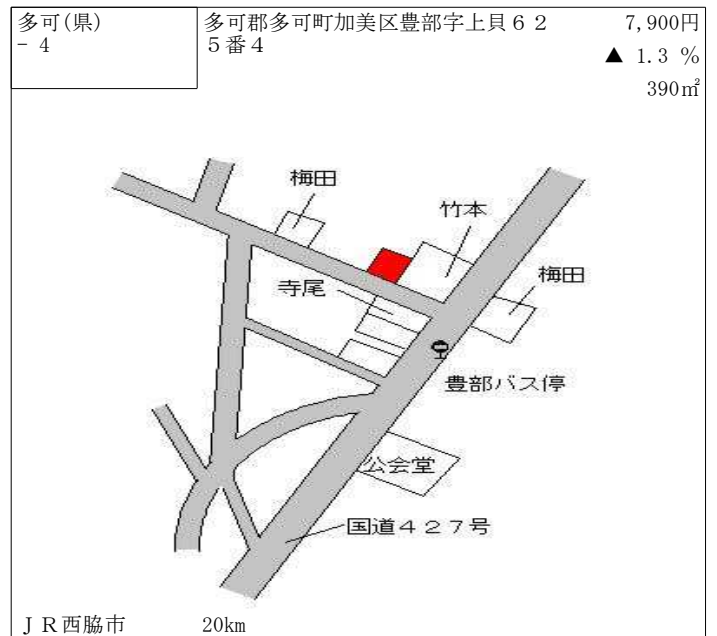 多可(県)
- 4
多可郡多可町加美区豊部字上貝６２
５番４
7,900円
▲ 1.3 %
390㎡
梅田
竹本
寺尾
梅田
豊部バス停
公会堂
国道４２７号
ＪＲ西脇市 20km